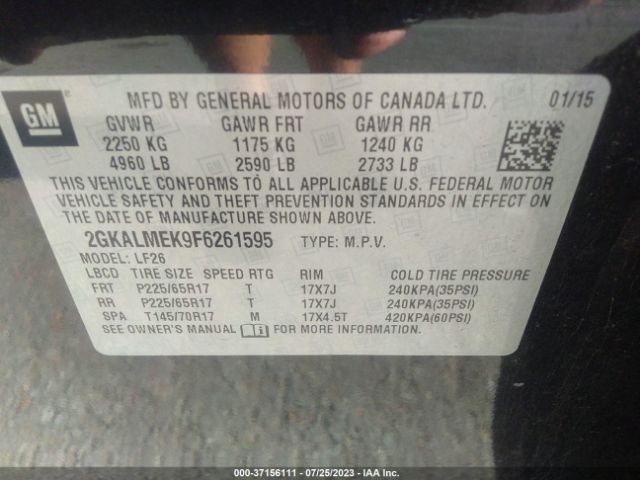 GM
MFD BY GENERAL MOTORS OF CANADA LTD. 01/15
GVWR GAWR FRT GAWR RR
2250 KG 1175 KG 1240 KG
4960 LB 2590 LB 2733 LB
THIS VEHICLE CONFORMS TO ALL APPLICABLE U.S. FEDERAL MOTOR
VEHICLE SAFETY AND THEFT PREVENTION STANDARDS IN EFFECT ON
THE DATE OF MANUFACTURE SHOWN ABOVE.
2GKALMEK9F6261595 TYPE: M.P.V.
MODEL: LF26
LBCD TIRE SIZE SPEED RTG RIM COLD TIRE PRESSURE
FRT P225/65R17 T 17X7J 240KPA(35PSI)
RR P225/65R17 T 17X7J 240KPA(35PSI)
SPA T145/70R17 M 17X4.5T 420KPA(60PSI)
SEE OWNER'S MANUAL FOR MORE INFORMATION.
000-37156111 - 07/25/2023 - IAA Inc.